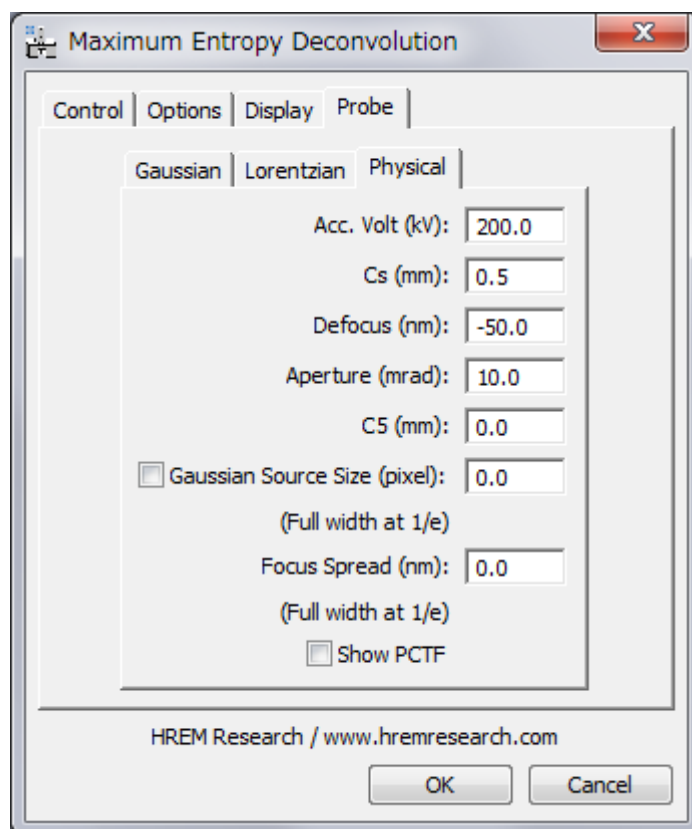 Maximum Entropy Deconvolution
Control Options Display Probe
Gaussian Lorentzian Physical
Acc. Volt (kV): 200.0
Cs (mm): 0.5
Defocus (nm): -50.0
Aperture (mrad): 10.0
C5 (mm): 0.0
Gaussian Source Size (pixel): 0.0
(Full width at 1/e)
Focus Spread (nm): 0.0
(Full width at 1/e)
Show PCTF
HREM Research / www.hremresearch.com
OK Cancel